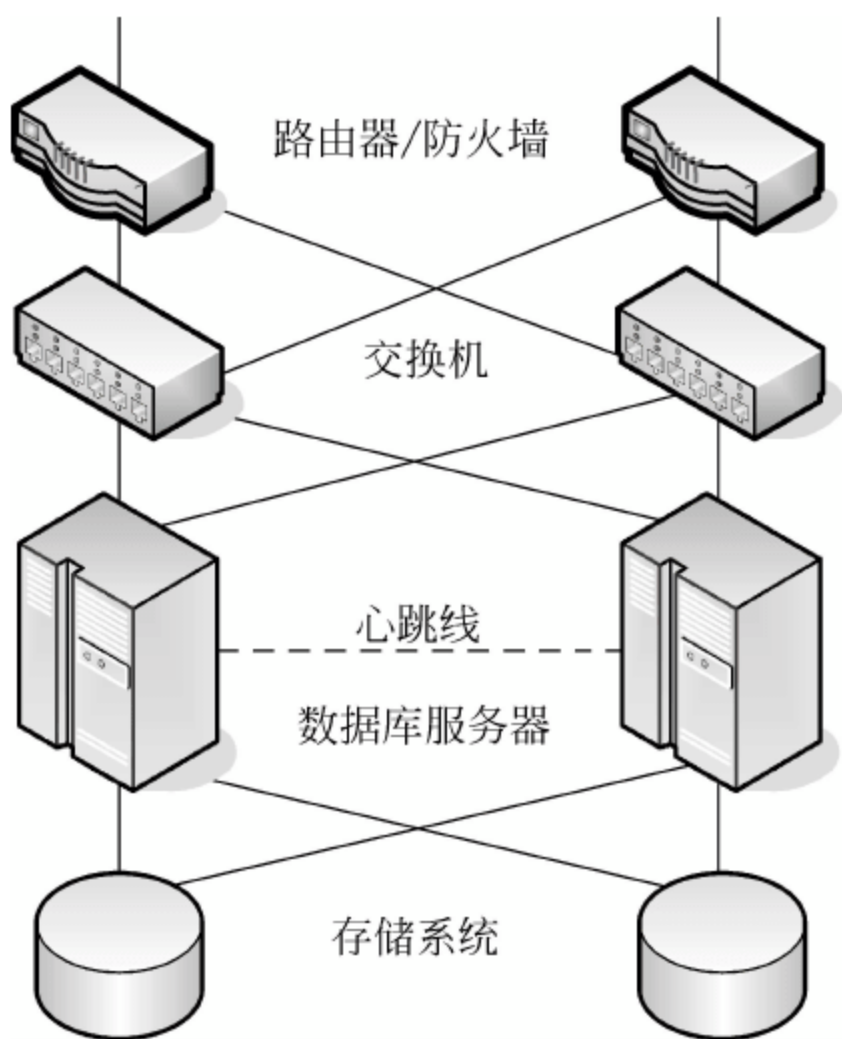 路由器/防火墙
交换机
心跳线
数据库服务器
存储系统